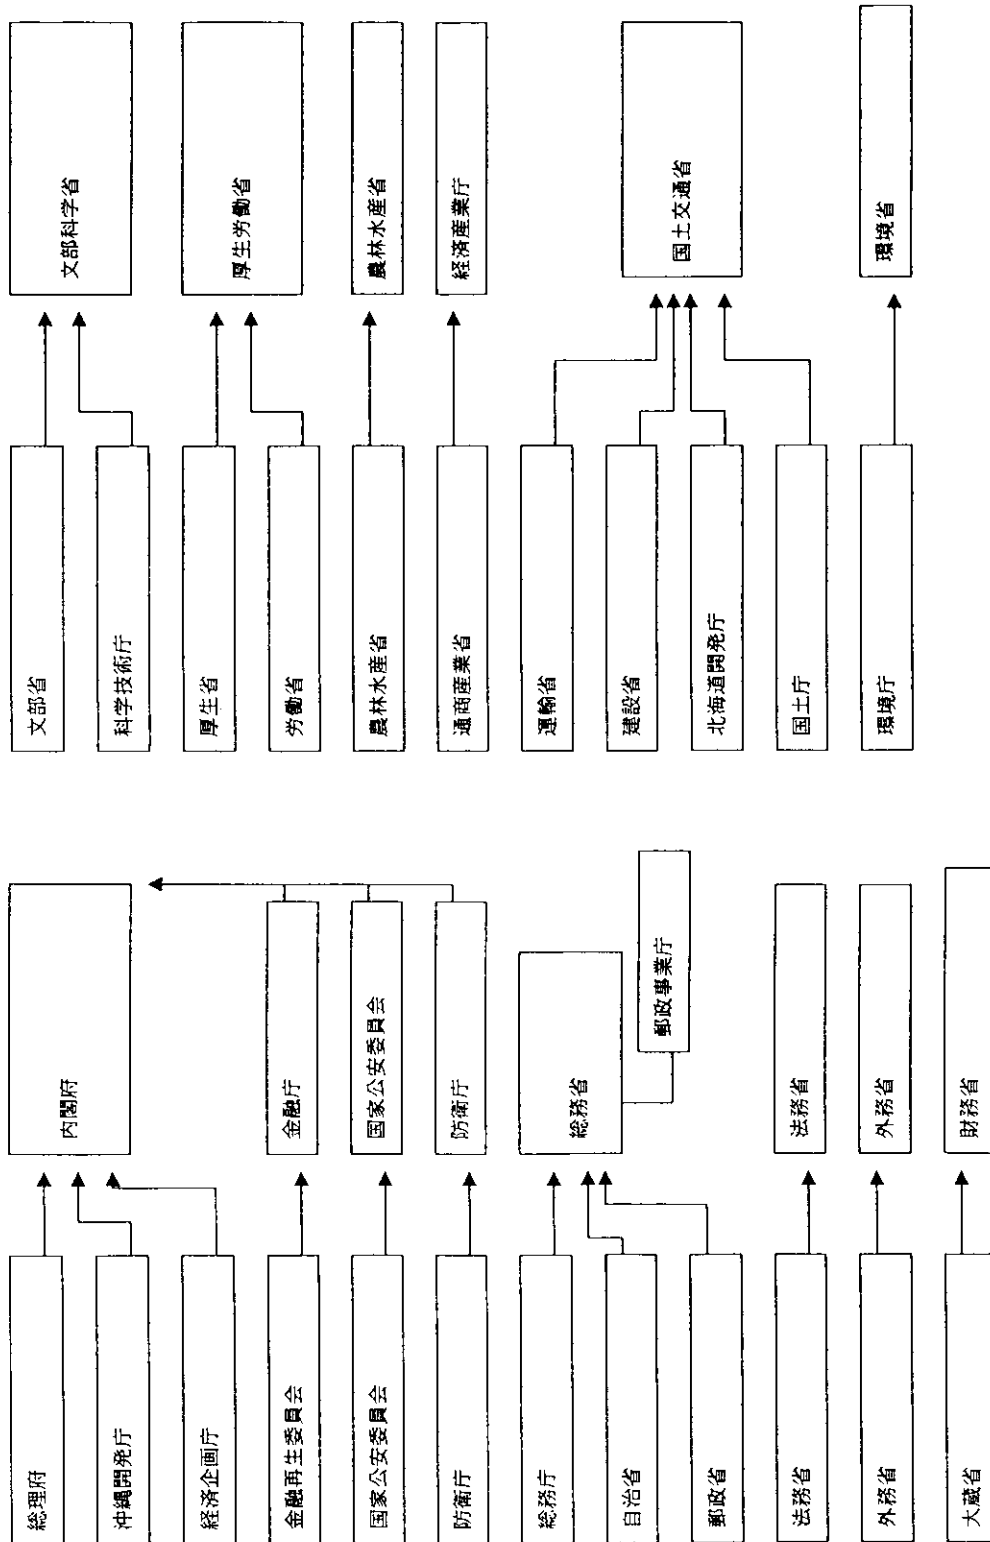 総理府
沖縄開発庁
経済企画庁
金融再生委員会
国家公安委員会
防衛庁
総務庁
自治省
郵政省
法務省
外務省
大蔵省
内閣府
金融庁
国家公安委員会
防衛庁
総務省
郵政事業庁
法務省
外務省
財務省
文部省
科学技術庁
厚生省
労働省
農林水産省
通商産業省
運輸省
建設省
北海道開発庁
国土庁
環境庁
文部科学省
厚生労働省
農林水産省
経済産業庁
国土交通省
環境省